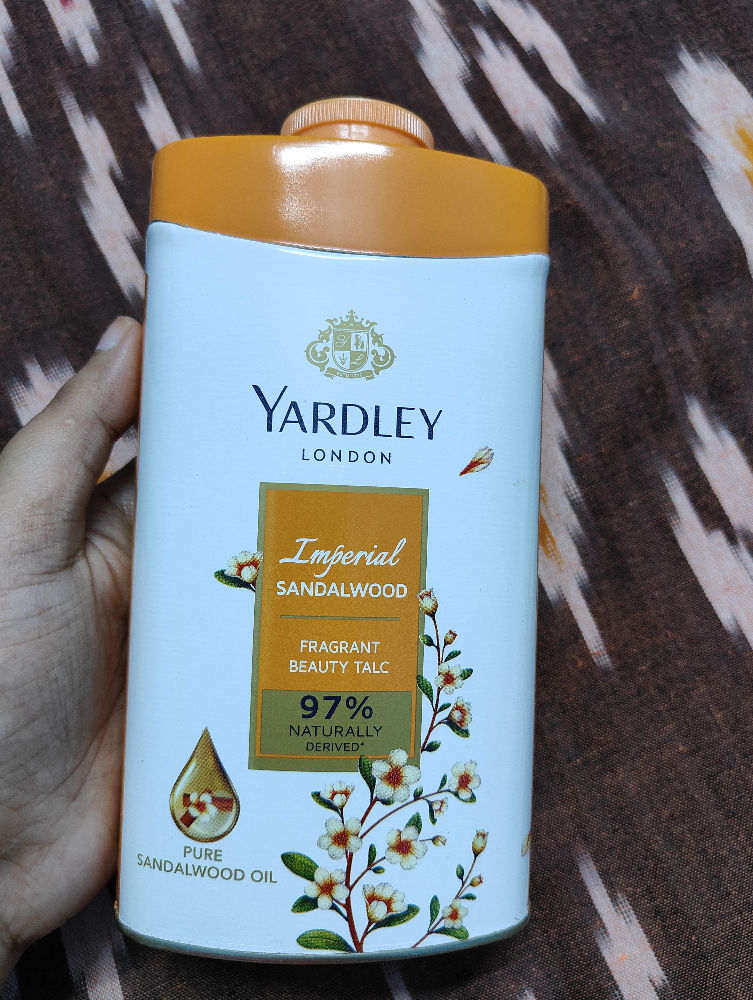 YARDLEY
LONDON
Imperial
SANDALWOOD
FRAGRANT
BEAUTY TALC
97%
NATURALLY
DERIVED*
PURE
SANDALWOOD OIL